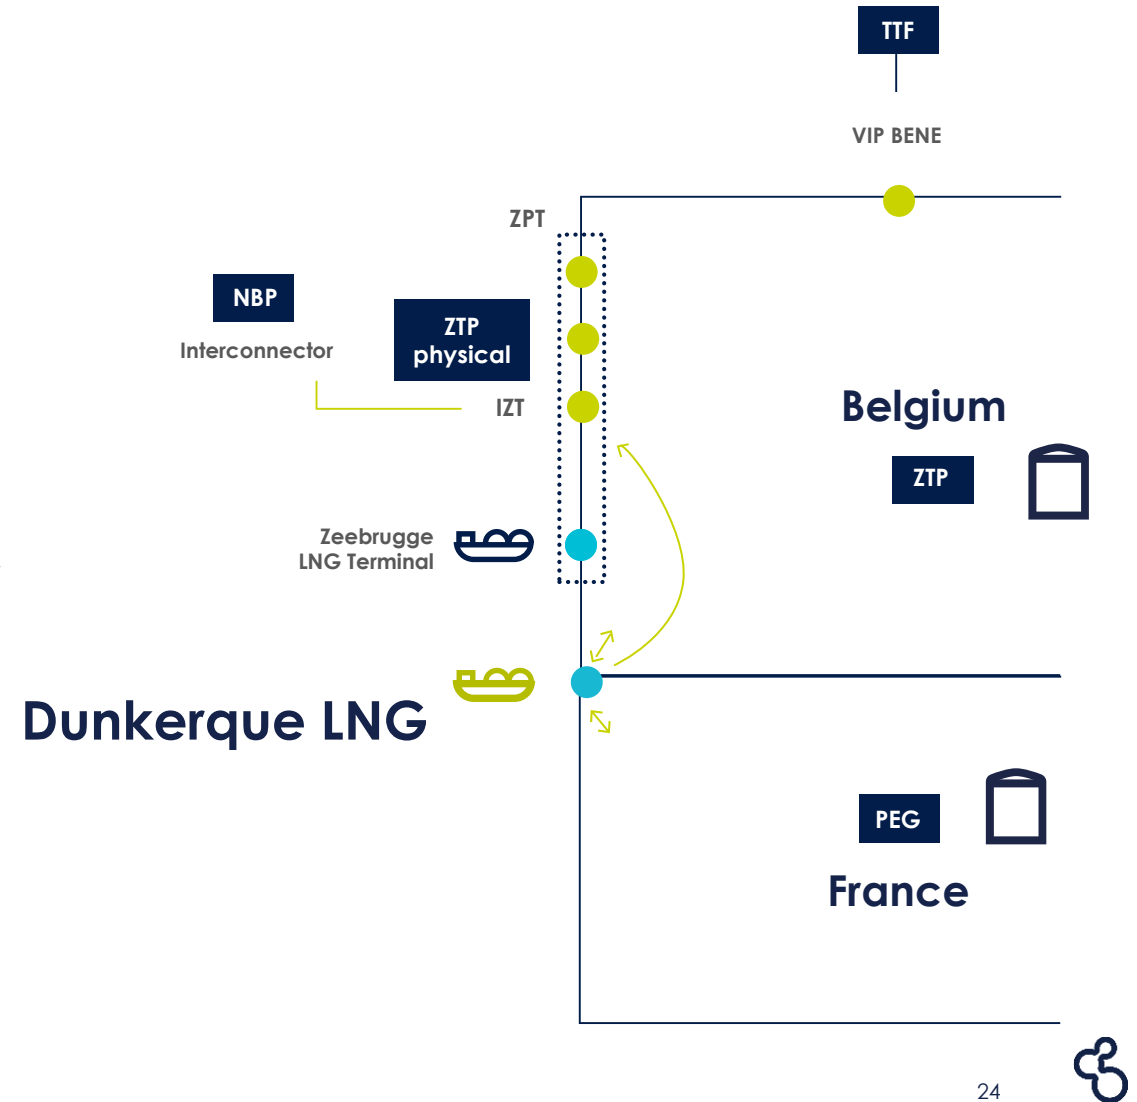 TTF
VIP BENE
ZPT
NBP
Interconnector
ZTP
physical
IZT
Belgium
ZTP
Zeebrugge
LNG Terminal
Dunkerque LNG
PEG
France
24